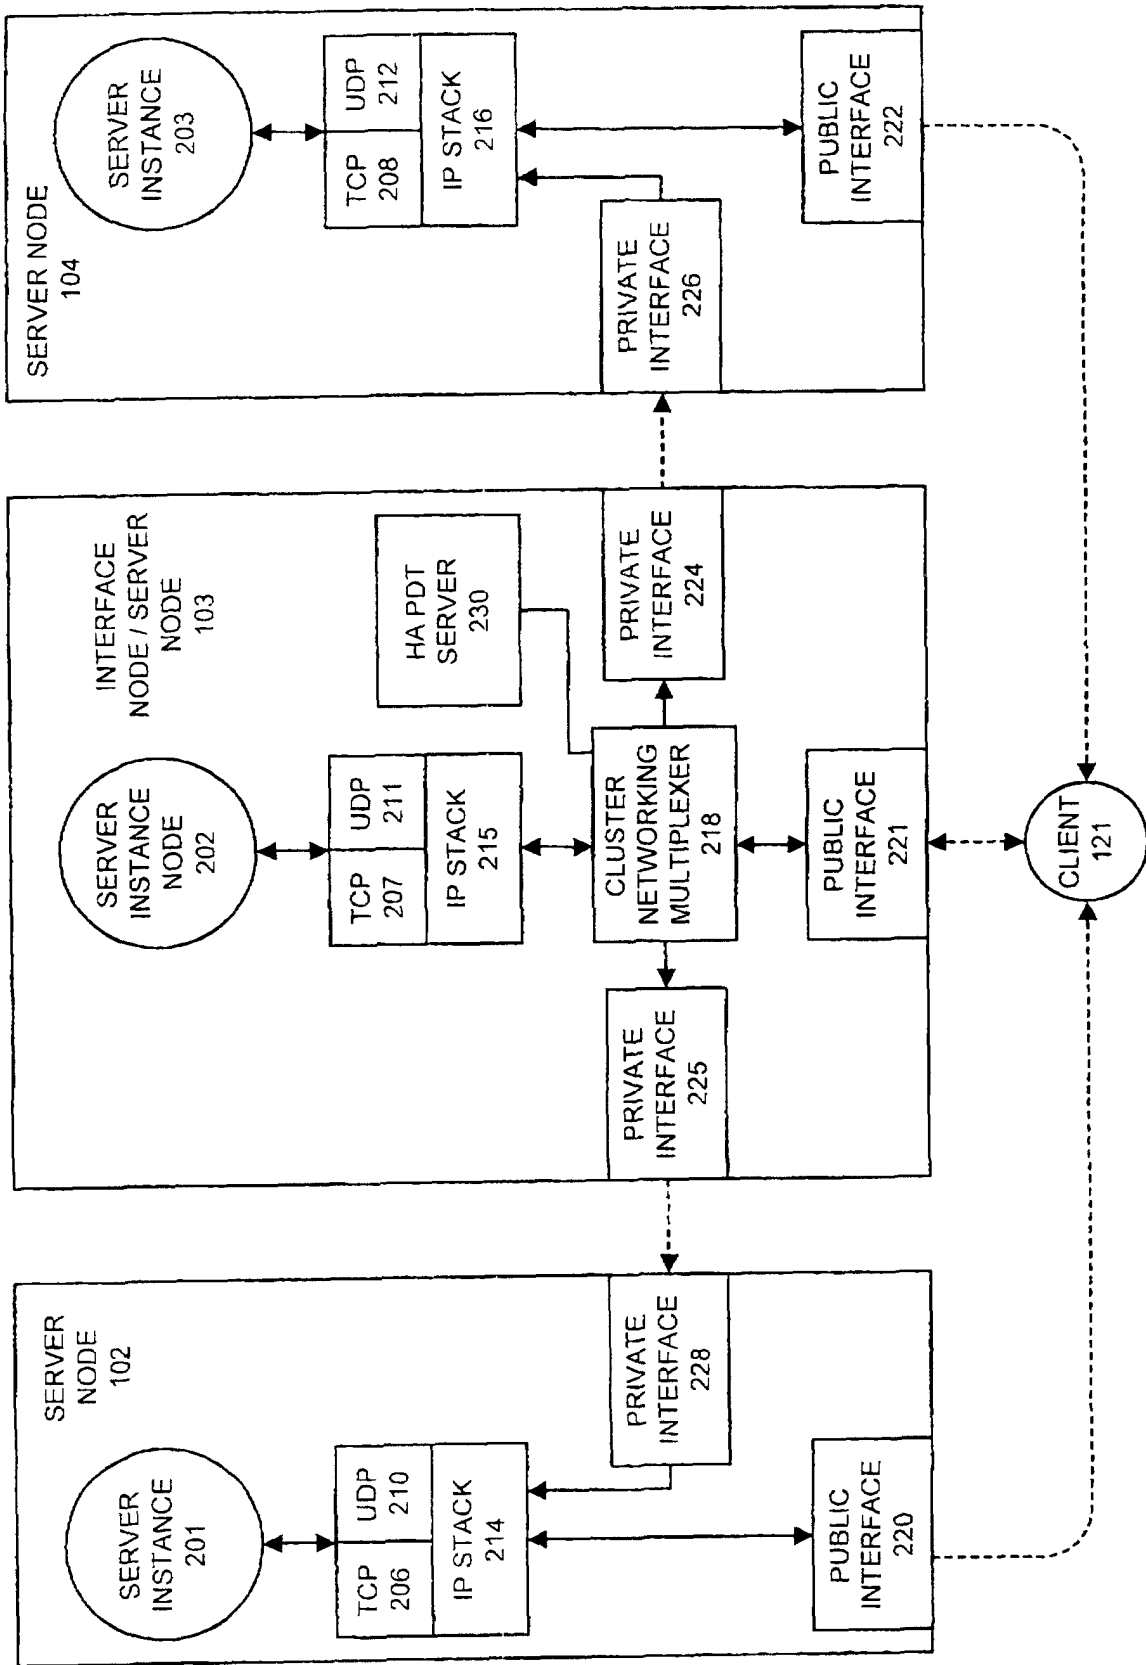 SERVER
NODE
102
SERVER
INSTANCE
201
TCP
206
UDP
210
IP STACK
214
PRIVATE
INTERFACE
228
PUBLIC
INTERFACE
220
INTERFACE
NODE / SERVER
NODE
103
SERVER
INSTANCE
NODE
202
TCP
207
UDP
211
IP STACK
215
HA PDT
SERVER
230
CLUSTER
NETWORKING
MULTIPLEXER
218
PRIVATE
INTERFACE
225
PRIVATE
INTERFACE
224
PUBLIC
INTERFACE
221
SERVER NODE
104
SERVER
INSTANCE
203
TCP
208
UDP
212
IP STACK
216
PRIVATE
INTERFACE
226
PUBLIC
INTERFACE
222
CLIENT
121